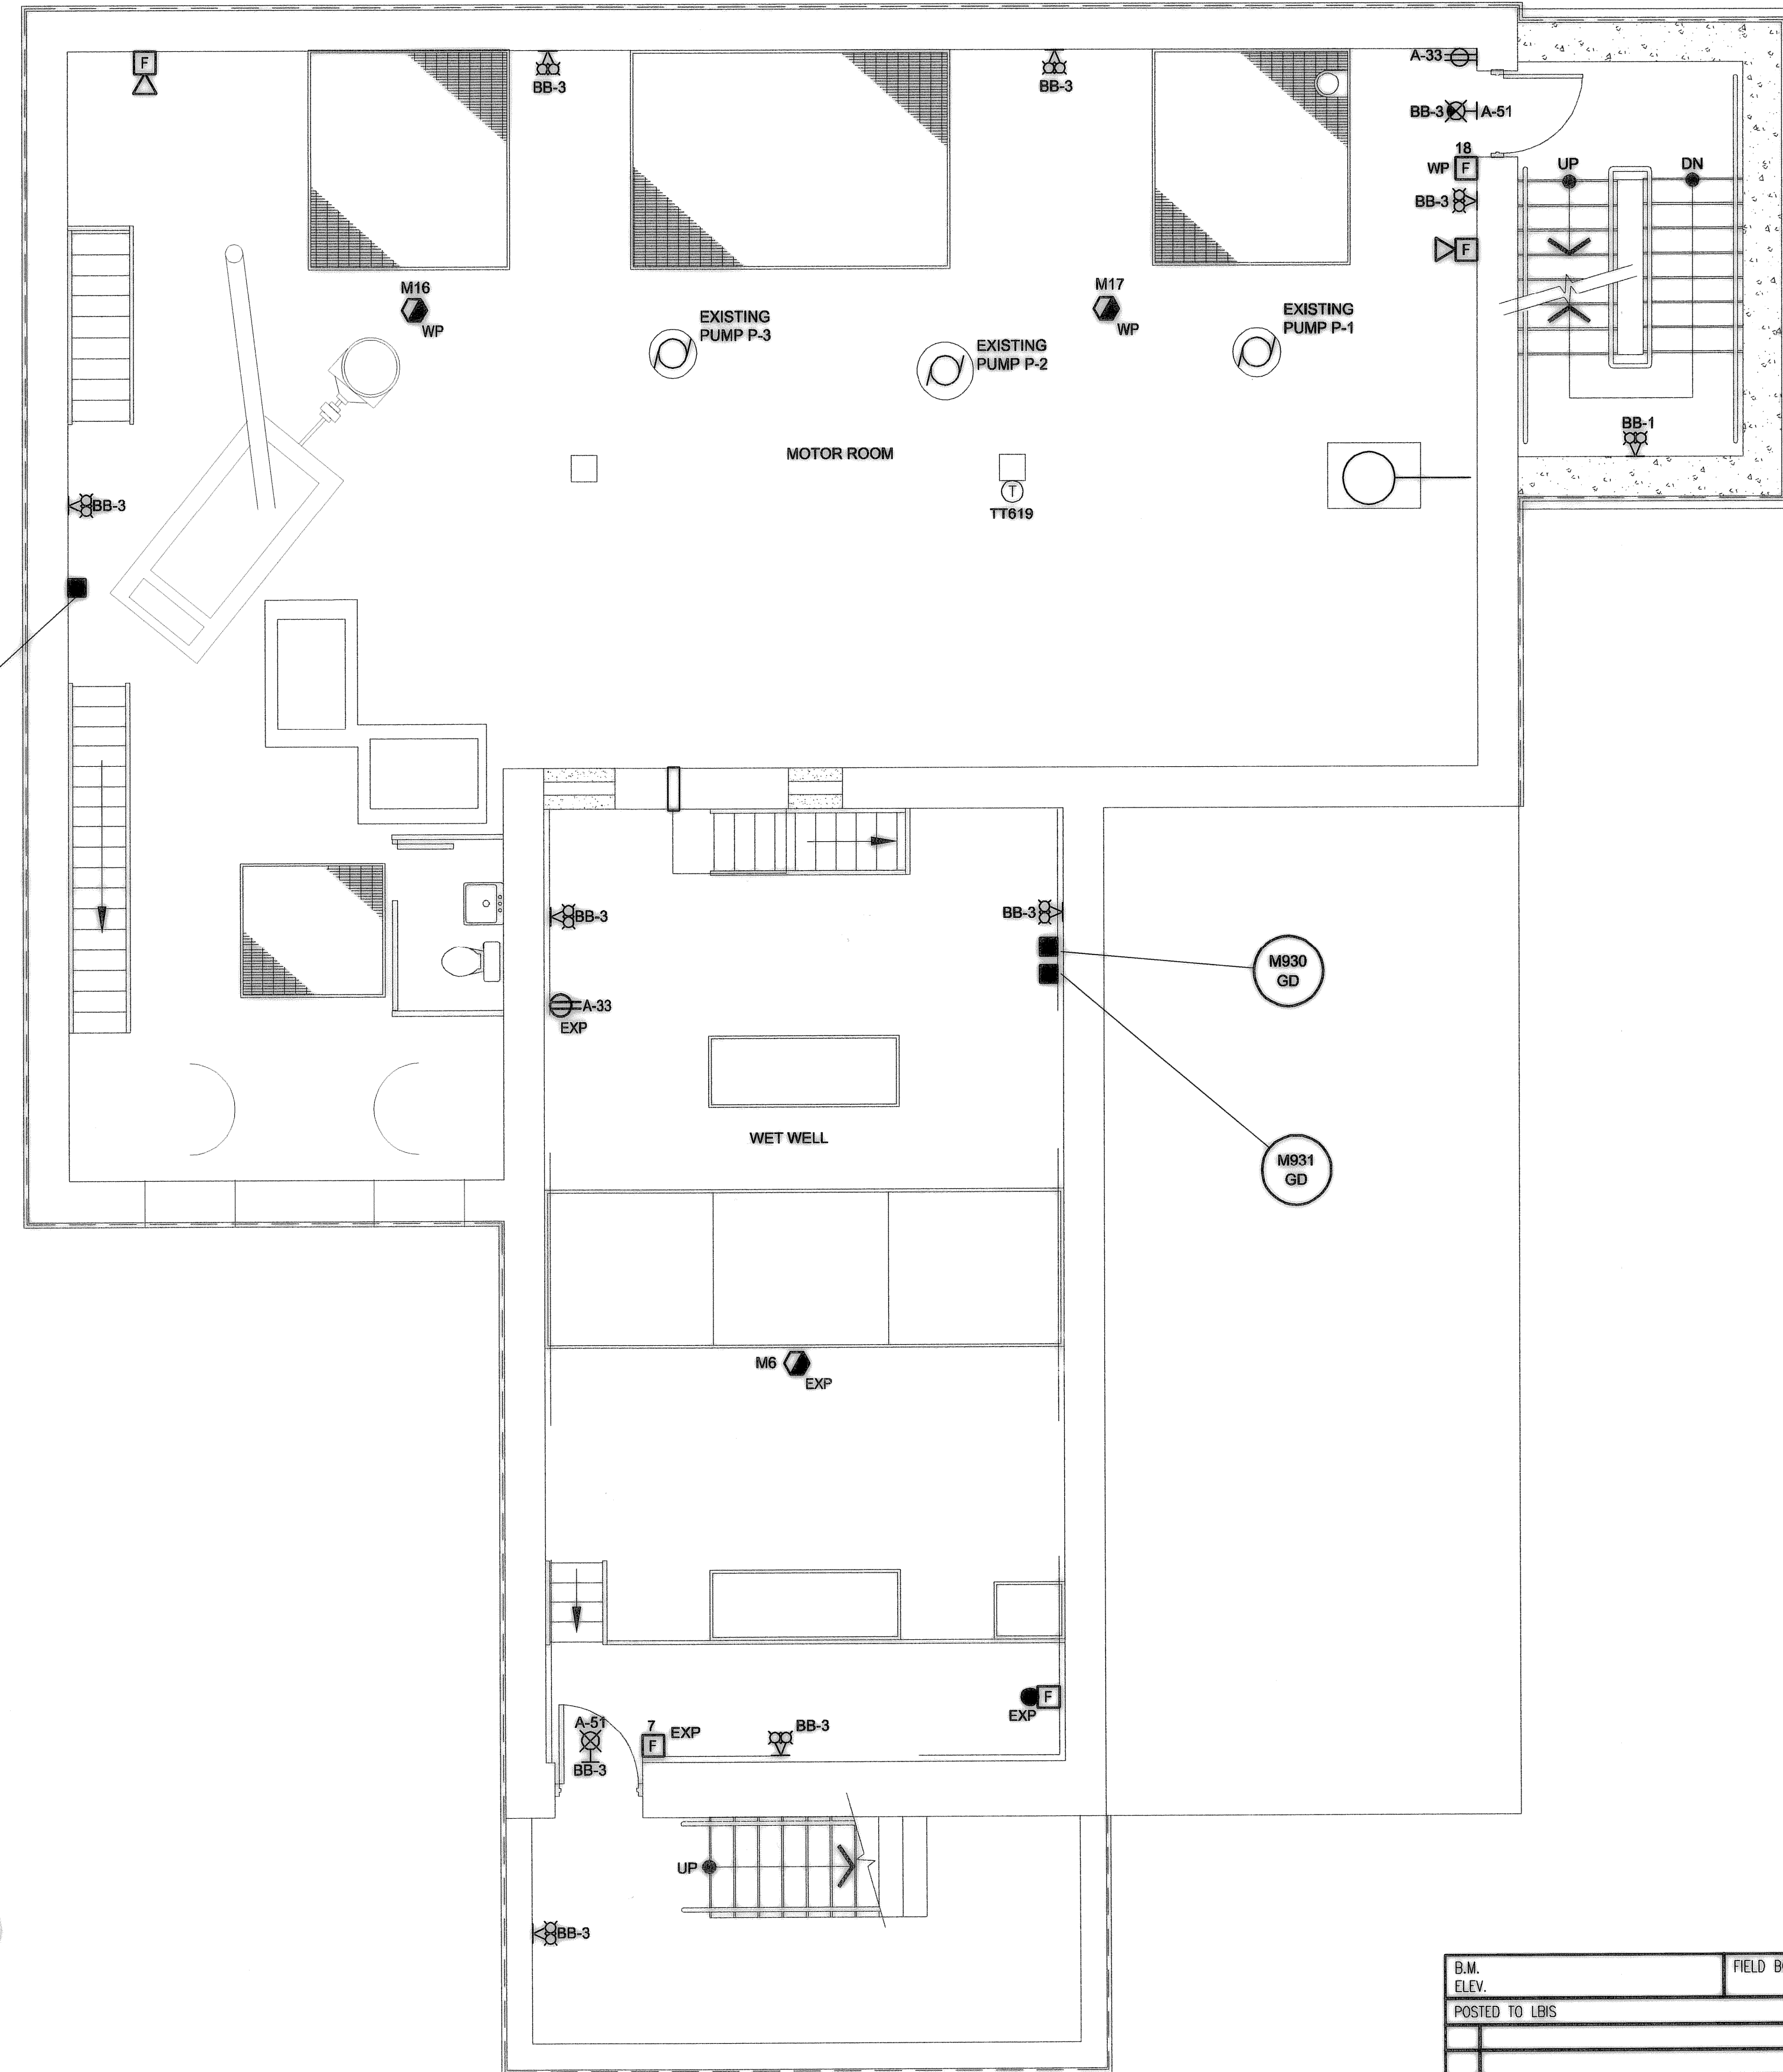 F
BB-3
BB-3
A-33
BB-3
A-51
18
WP
F
BB-3
F
UP
DN
M16
WP
EXISTING
PUMP P-3
EXISTING
PUMP P-2
M17
WP
EXISTING
PUMP P-1
BB-1
MOTOR ROOM
T
TT619
BB-3
BB-3
BB-3
M930
GD
A-33
EXP
WET WELL
M931
GD
M6
EXP
F
EXP
A-51
BB-3
7
F
EXP
BB-3
UP
BB-3
B.M.
ELEV.
FIELD
POSTED TO LBIS